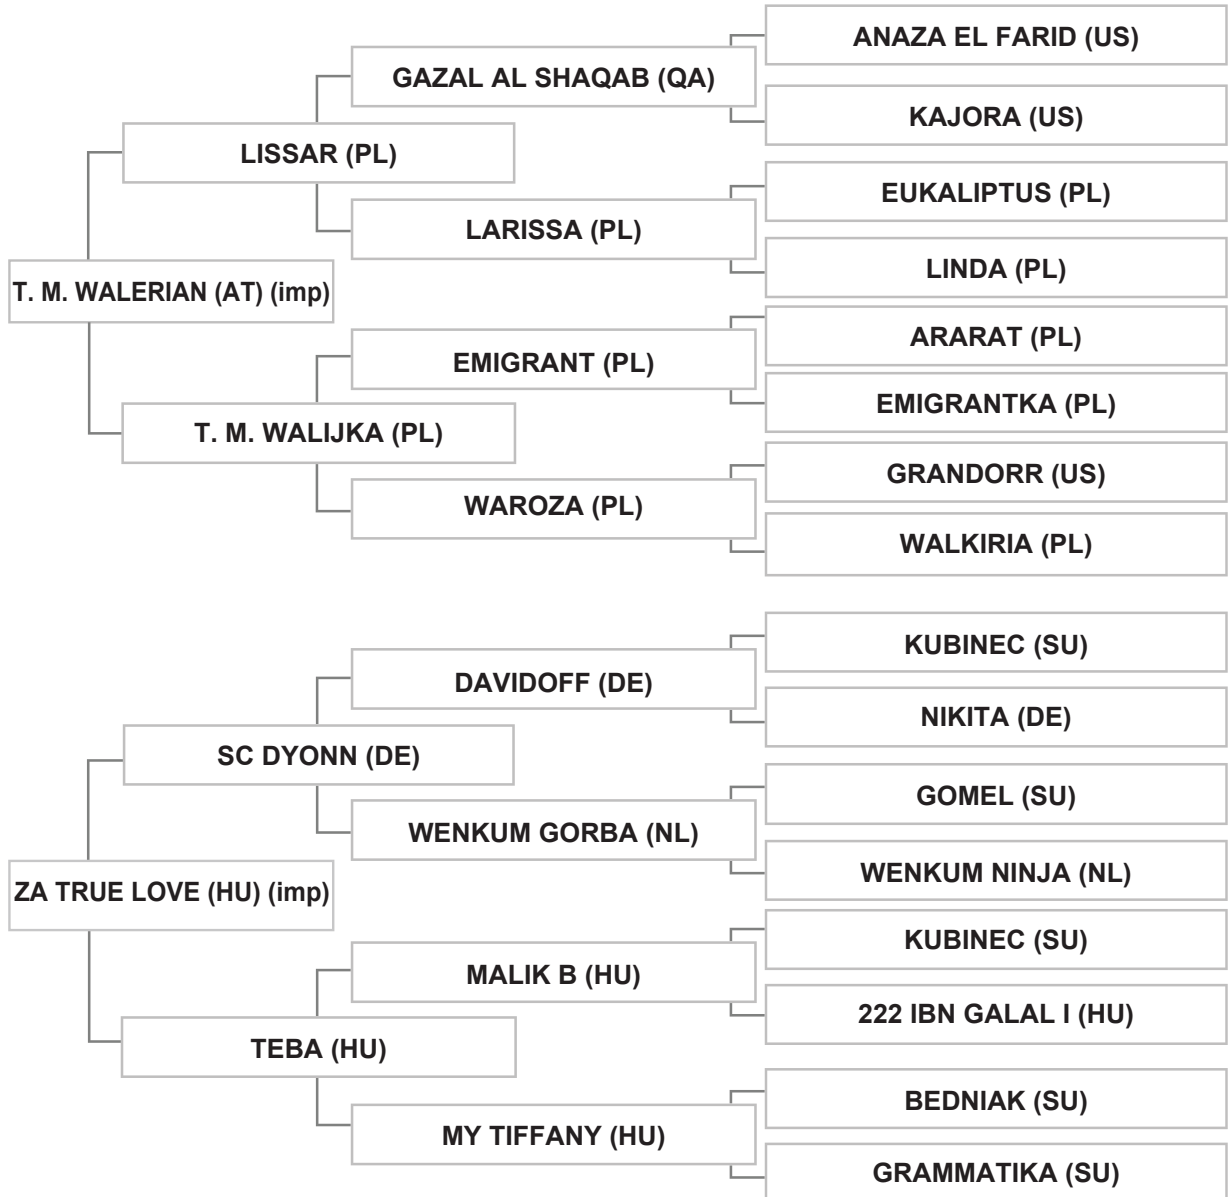 ANAZA EL FARID (US)
GAZAL AL SHAQAB (QA)
KAJORA (US)
LISSAR (PL)
EUKALIPTUS (PL)
LARISSA (PL)
LINDA (PL)
T. M. WALERIAN (AT) (imp)
ARARAT (PL)
EMIGRANT (PL)
EMIGRANTKA (PL)
T. M. WALIJKA (PL)
GRANDORR (US)
WAROZA (PL)
WALKIRIA (PL)
KUBINEC (SU)
DAVIDOFF (DE)
NIKITA (DE)
SC DYONN (DE)
GOMEL (SU)
WENKUM GORBA (NL)
WENKUM NINJA (NL)
ZA TRUE LOVE (HU) (imp)
KUBINEC (SU)
MALIK B (HU)
222 IBN GALAL I (HU)
TEBA (HU)
BEDNIAK (SU)
MY TIFFANY (HU)
GRAMMATIKA (SU)